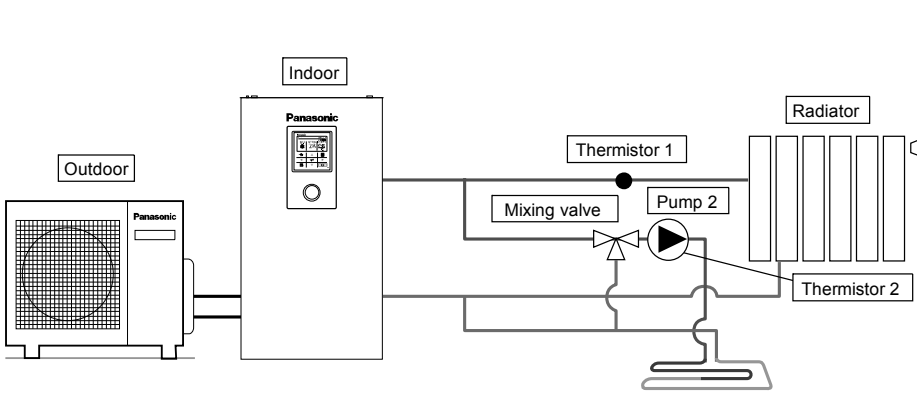 Indoor
Panasonic
Radiator
Thermistor 1
Outdoor
Pump 2
Mixing valve
Panasonic
Thermistor 2